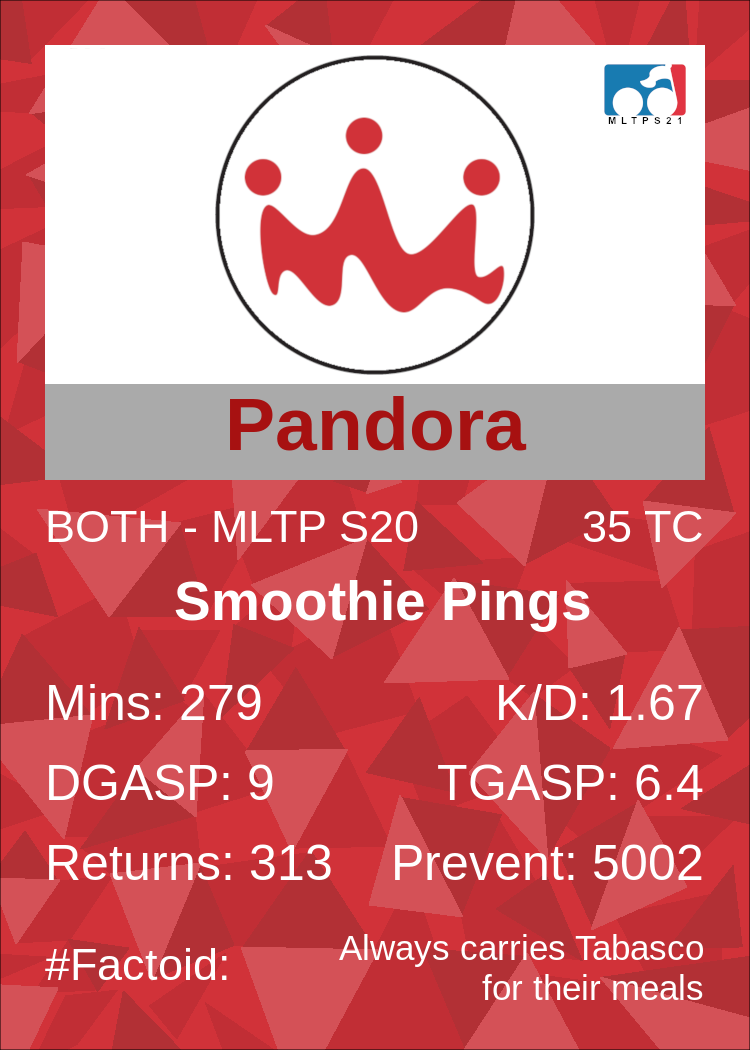 MLTPS21
Pandora
BOTH - MLTP S20 35 TC
Smoothie Pings
Mins: 279 K/D: 1.67
DGASP: 9 TGASP: 6.4
Returns: 313 Prevent: 5002
#Factoid: Always carries Tabasco
for their meals